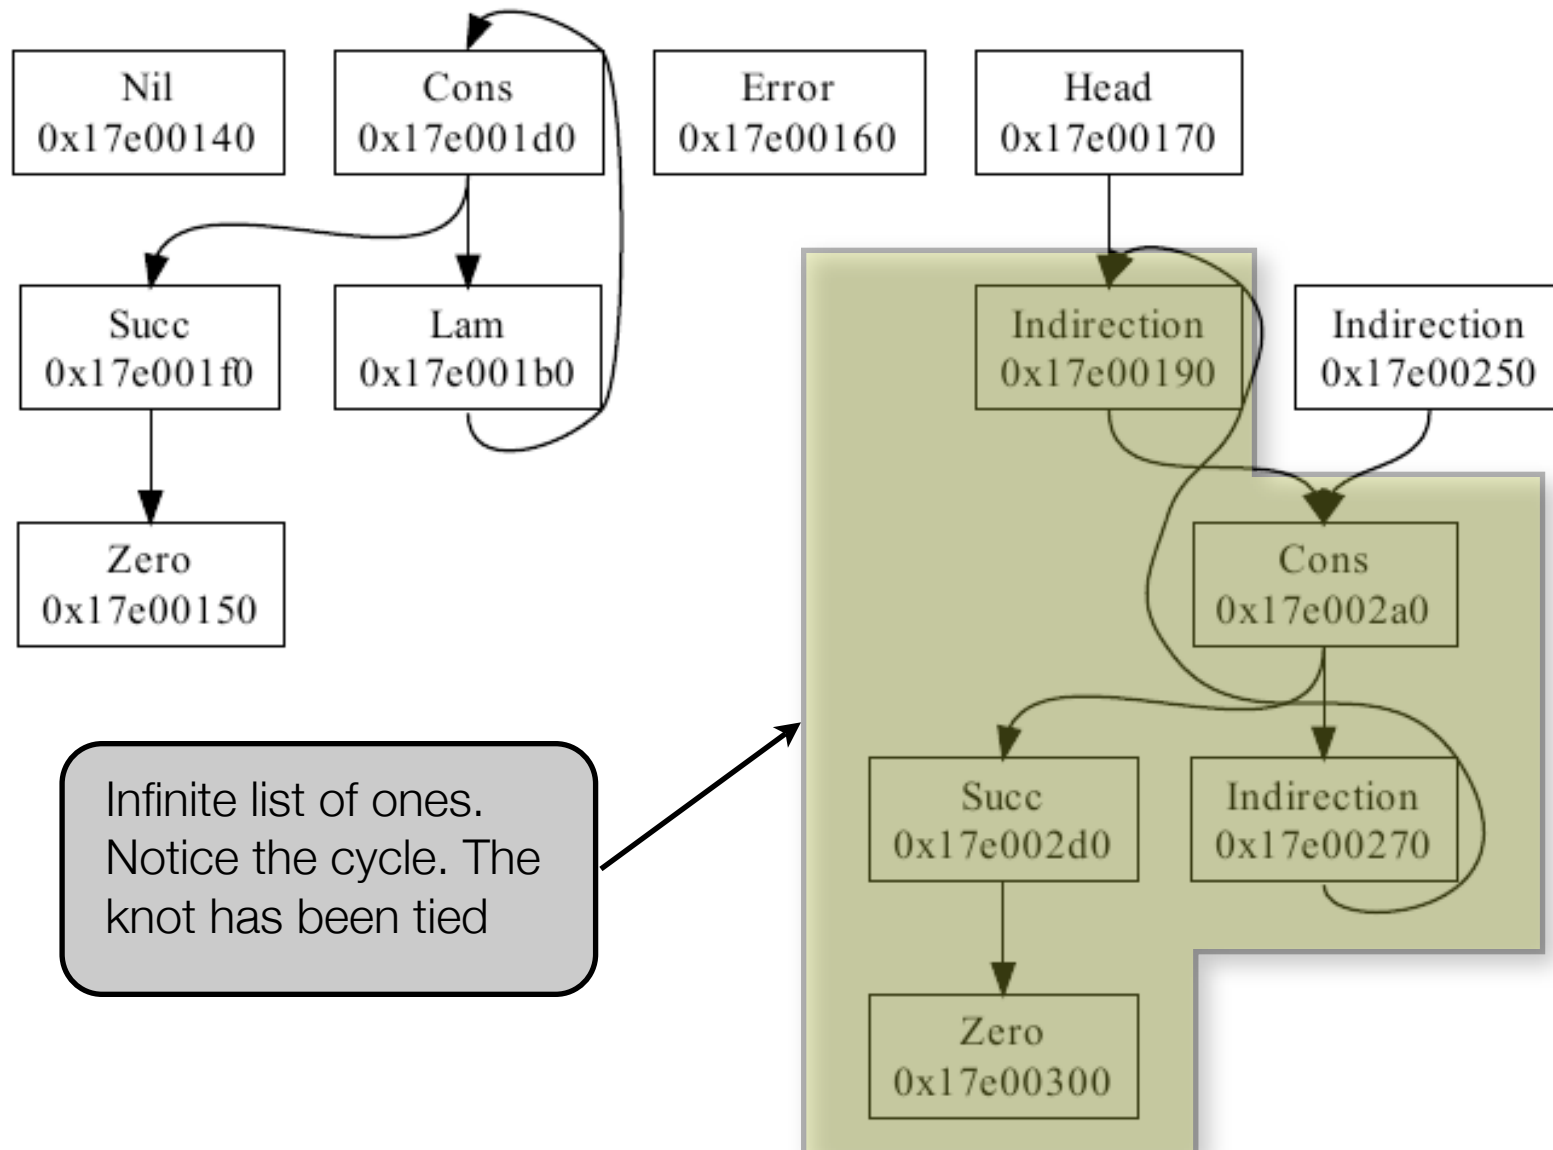 Nil
0x17e00140
Cons
0x17e001d0
Error
0x17e00160
Head
0x17e00170
Succ
0x17e001f0
Lam
0x17e001b0
Indirection
0x17e00190
Indirection
0x17e00250
Zero
0x17e00150
Cons
0x17e002a0
Infinite list of ones.
Notice the cycle. The
knot has been tied
Succ
0x17e002d0
Indirection
0x17e00270
Zero
0x17e00300